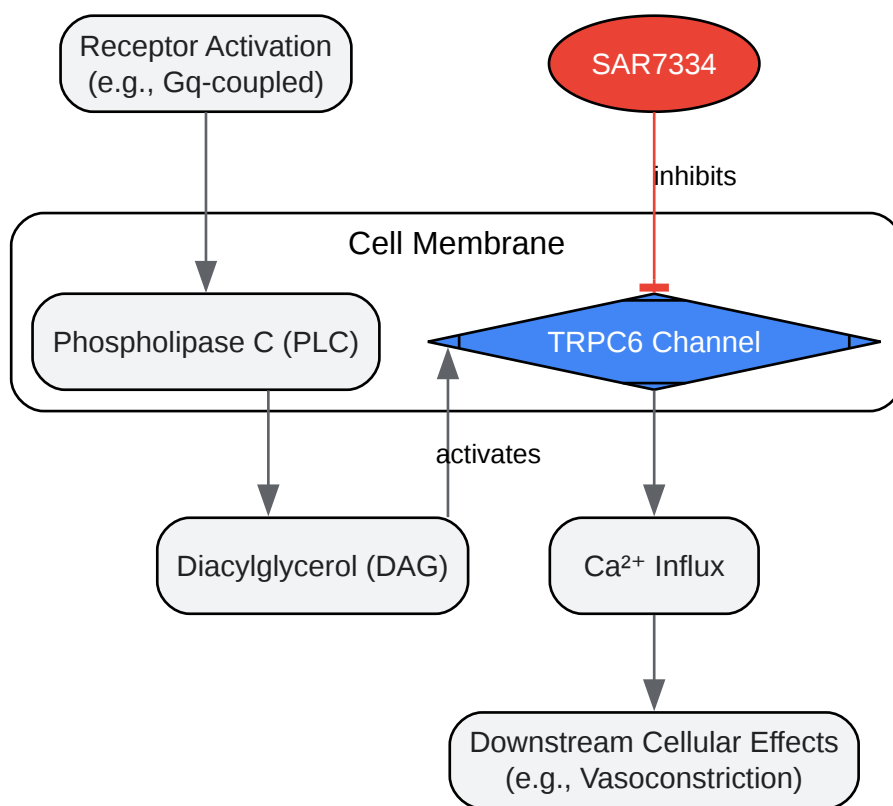 Receptor Activation
(e.g., Gq-coupled)
SAR7334
inhibits
Cell Membrane
Phospholipase C (PLC)
TRPC6 Channel
activates
Diacylglycerol (DAG)
Ca²⁺ Influx
Downstream Cellular Effects
(e.g., Vasoconstriction)